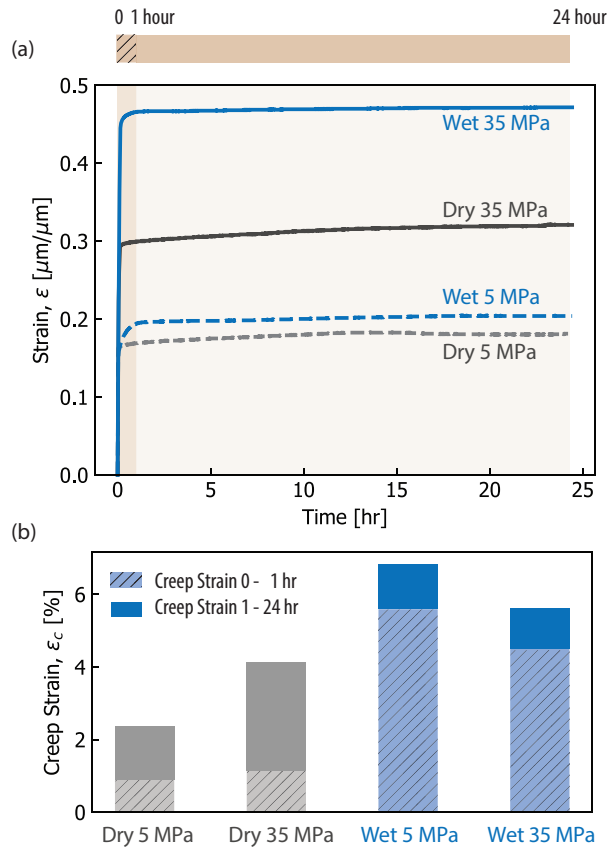 0 1 hour 24 hour
(a)
0.5
0.4
0.3
0.2
0.1
0.0
Strain, ε [μm/μm]
Wet 35 MPa
Dry 35 MPa
Wet 5 MPa
Dry 5 MPa
0 5 10 15 20 25
Time [hr]
(b)
6
4
2
0
Creep Strain, εc [%]
Creep Strain 0 - 1 hr
Creep Strain 1 - 24 hr
Dry 5 MPa Dry 35 MPa Wet 5 MPa Wet 35 MPa